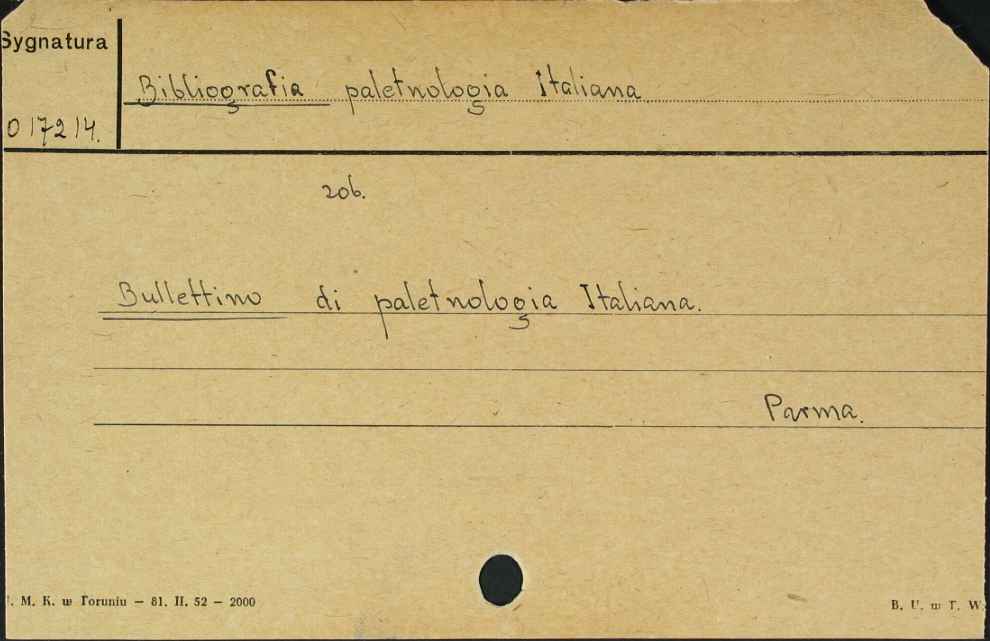 Sygnatura
Bibliografia paletnologia Italiana
017214.
zob.
Bullettino di paletnologia Italiana.
Parma.
. M. K. w Toruniu – 81. II. 52 – 2000
B. U. w T. W